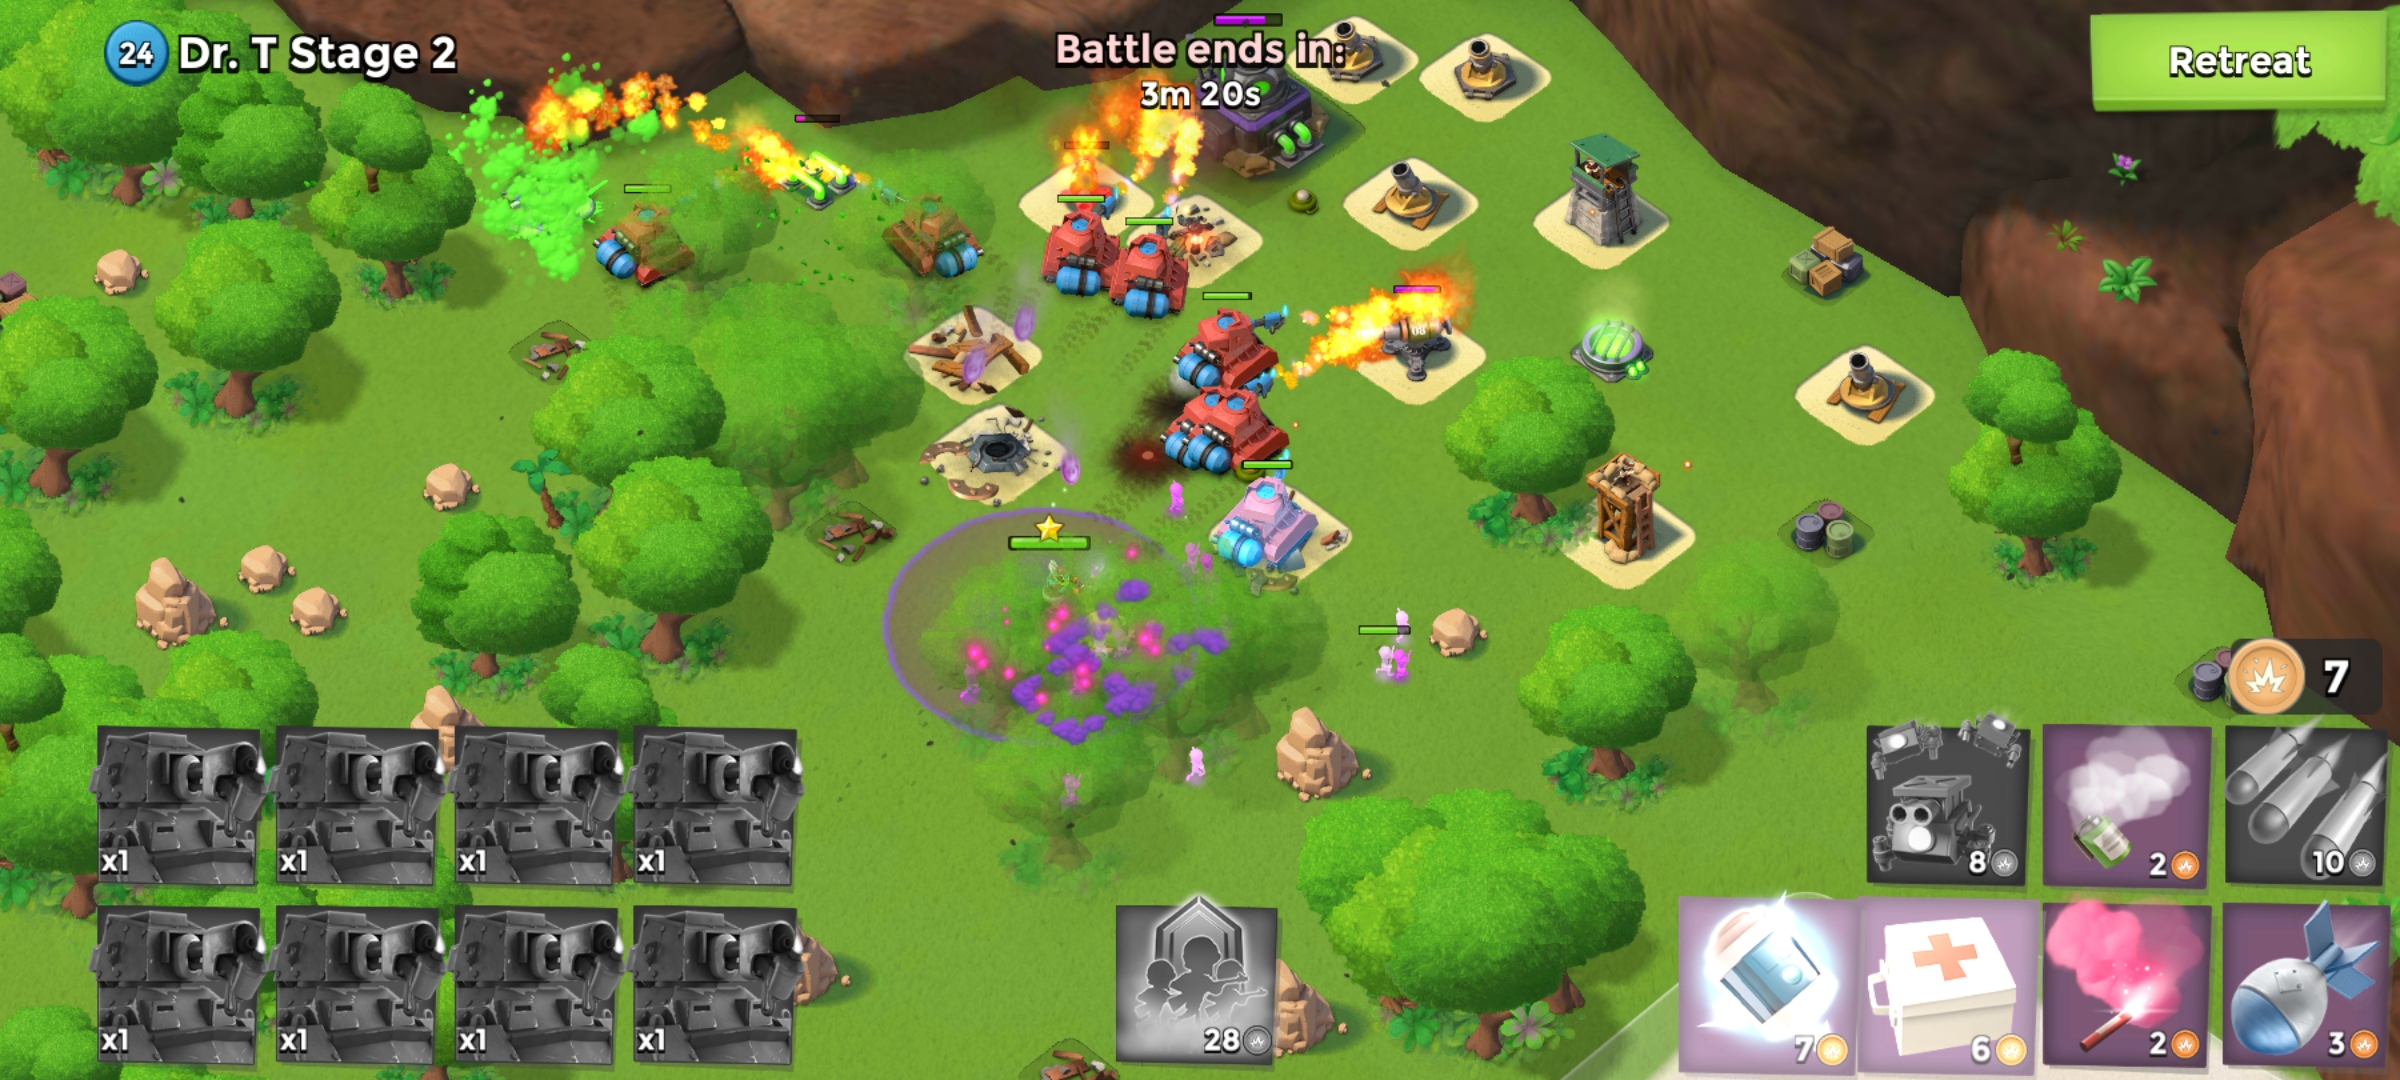 24 Dr. T Stage 2
Battle ends in:
3m 20s
Retreat
7
x1 x1 x1 x1
8 2 10
x1 x1 x1 x1
28
7 6 2 3